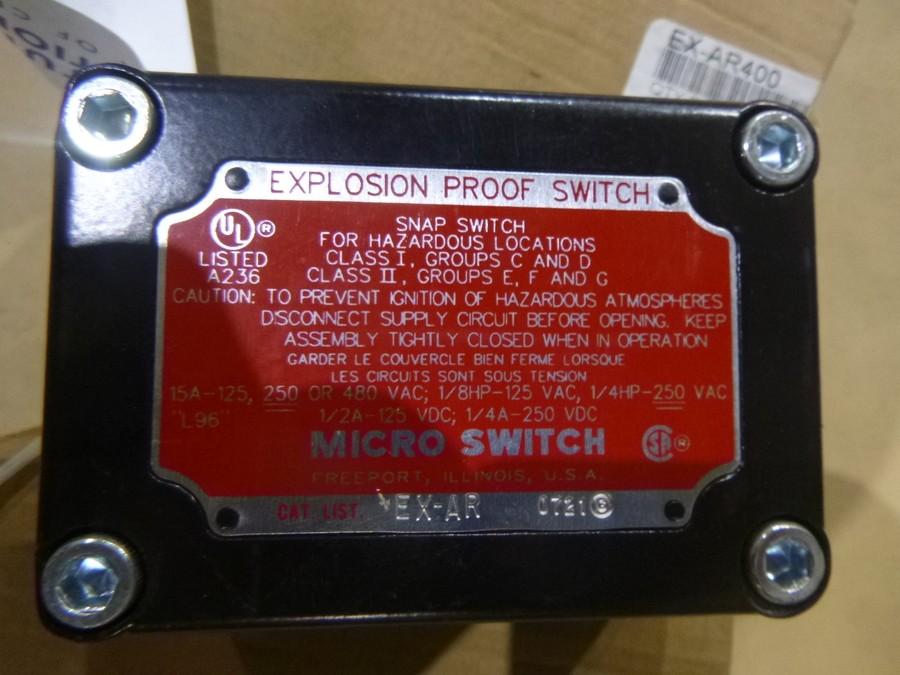 EX-AR400
EXPLOSION PROOF SWITCH
UL ®
LISTED
A236
SNAP SWITCH
FOR HAZARDOUS LOCATIONS
CLASS I, GROUPS C AND D
CLASS II, GROUPS E, F AND G
CAUTION: TO PREVENT IGNITION OF HAZARDOUS ATMOSPHERES
DISCONNECT SUPPLY CIRCUIT BEFORE OPENING. KEEP
ASSEMBLY TIGHTLY CLOSED WHEN IN OPERATION
GARDER LE COUVERCLE BIEN FERME LORSQUE
LES CIRCUITS SONT SOUS TENSION
15A-125, 250 OR 480 VAC; 1/8HP-125 VAC, 1/4HP-250 VAC
"L96" 1/2A-125 VDC; 1/4A-250 VDC
MICRO SWITCH SA ®
FREEPORT, ILLINOIS, U.S.A.
CAT. LIST. EX-AR 0721